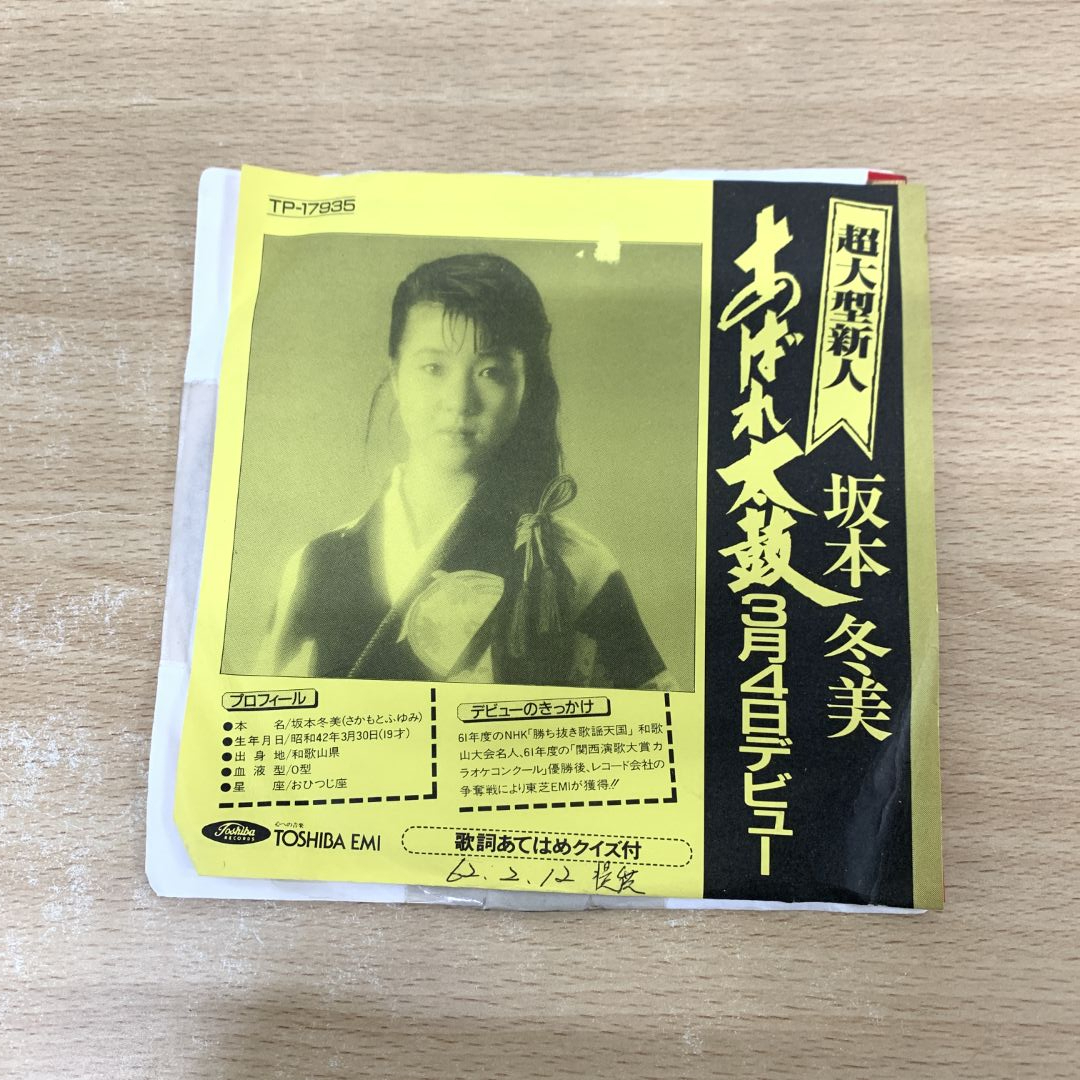 TP-17935
超大型新人
坂本冬美
あばれ太鼓
3月4日デビュー
プロフィール
●本 名/坂本冬美(さかもとふゆみ)
●生年月日/昭和42年3月30日(19才)
●出身地/和歌山県
●血液型/O型
●星 座/おひつじ座
デビューのきっかけ
61年度のNHK「勝ち抜き歌謡天国」和歌
山大会名人、61年度の「関西演歌大賞カ
ラオケコンクール」優勝後、レコード会社の
争奪戦により東芝EMIが獲得!!
Toshiba
RECORDS
心への音楽
TOSHIBA EMI
歌詞あてはめクイズ付
62.2.12